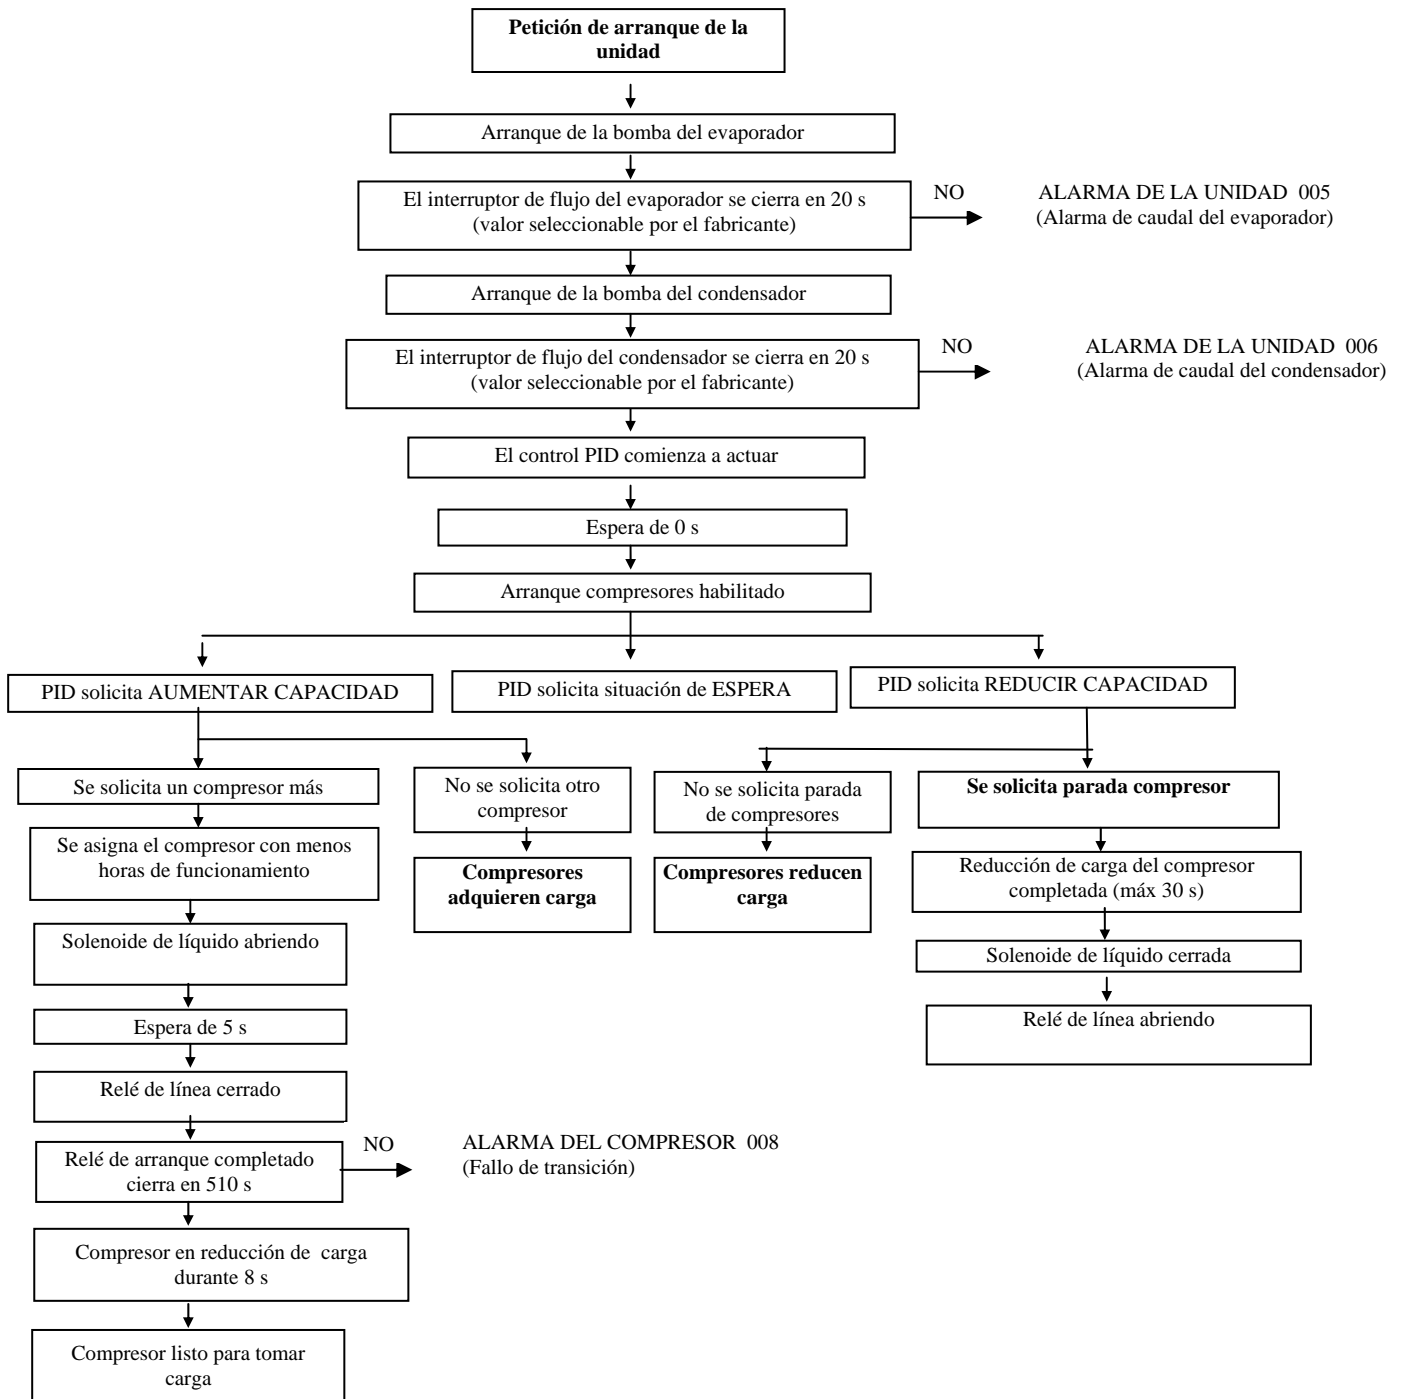 Petición de arranque de la
unidad
Arranque de la bomba del evaporador
El interruptor de flujo del evaporador se cierra en 20 s
(valor seleccionable por el fabricante)
NO
ALARMA DE LA UNIDAD 005
(Alarma de caudal del evaporador)
Arranque de la bomba del condensador
El interruptor de flujo del condensador se cierra en 20 s
(valor seleccionable por el fabricante)
NO
ALARMA DE LA UNIDAD 006
(Alarma de caudal del condensador)
El control PID comienza a actuar
Espera de 0 s
Arranque compresores habilitado
PID solicita AUMENTAR CAPACIDAD
PID solicita situación de ESPERA
PID solicita REDUCIR CAPACIDAD
Se solicita un compresor más
No se solicita otro
compresor
No se solicita parada
de compresores
Se solicita parada compresor
Se asigna el compresor con menos
horas de funcionamiento
Compresores
adquieren carga
Compresores reducen
carga
Reducción de carga del compresor
completada (máx 30 s)
Solenoide de líquido abriendo
Solenoide de líquido cerrada
Espera de 5 s
Relé de línea abriendo
Relé de línea cerrado
Relé de arranque completado
cierra en 510 s
NO
ALARMA DEL COMPRESOR 008
(Fallo de transición)
Compresor en reducción de carga
durante 8 s
Compresor listo para tomar
carga